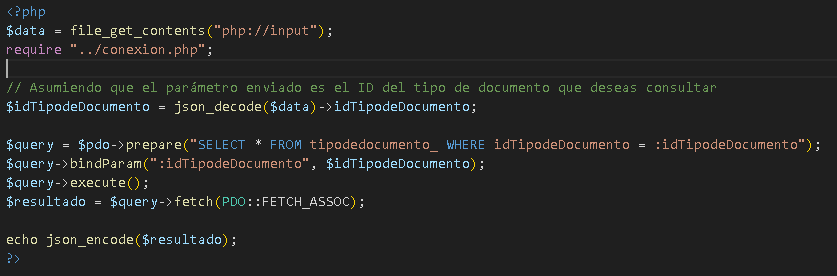 <?php
$data = file_get_contents("php://input");
require "../conexion.php";
// Asumiendo que el parámetro enviado es el ID del tipo de documento que deseas consultar
$idTipodeDocumento = json_decode($data)->idTipodeDocumento;
$query = $pdo->prepare("SELECT * FROM tipodedocumento_ WHERE idTipodeDocumento = :idTipodeDocumento");
$query->bindParam(":idTipodeDocumento", $idTipodeDocumento);
$query->execute();
$resultado = $query->fetch(PDO::FETCH_ASSOC);
echo json_encode($resultado);
?>